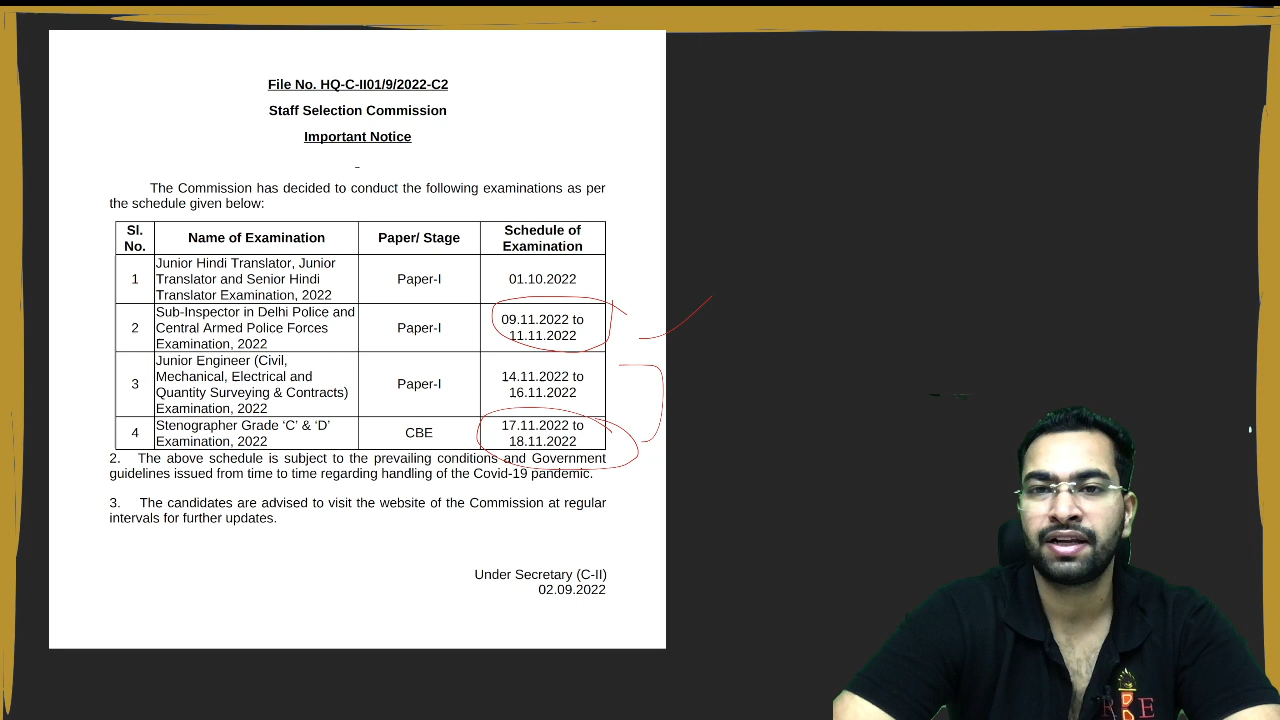 File No. HQ-C-II01/9/2022-C2
Staff Selection Commission
Important Notice
The Commission has decided to conduct the following examinations as per
the schedule given below:
Sl. No. Name of Examination Paper/ Stage Schedule of Examination
1 Junior Hindi Translator, Junior Paper-I 01.10.2022
Translator and Senior Hindi
Translator Examination, 2022
2 Sub-Inspector in Delhi Police and Paper-I 09.11.2022 to
Central Armed Police Forces 11.11.2022
Examination, 2022
3 Junior Engineer (Civil, Paper-I 14.11.2022 to
Mechanical, Electrical and 16.11.2022
Quantity Surveying & Contracts)
Examination, 2022
4 Stenographer Grade ‘C’ & ‘D’ CBE 17.11.2022 to
Examination, 2022 18.11.2022
2. The above schedule is subject to the prevailing conditions and Government
guidelines issued from time to time regarding handling of the Covid-19 pandemic.
3. The candidates are advised to visit the website of the Commission at regular
intervals for further updates.
Under Secretary (C-II)
02.09.2022